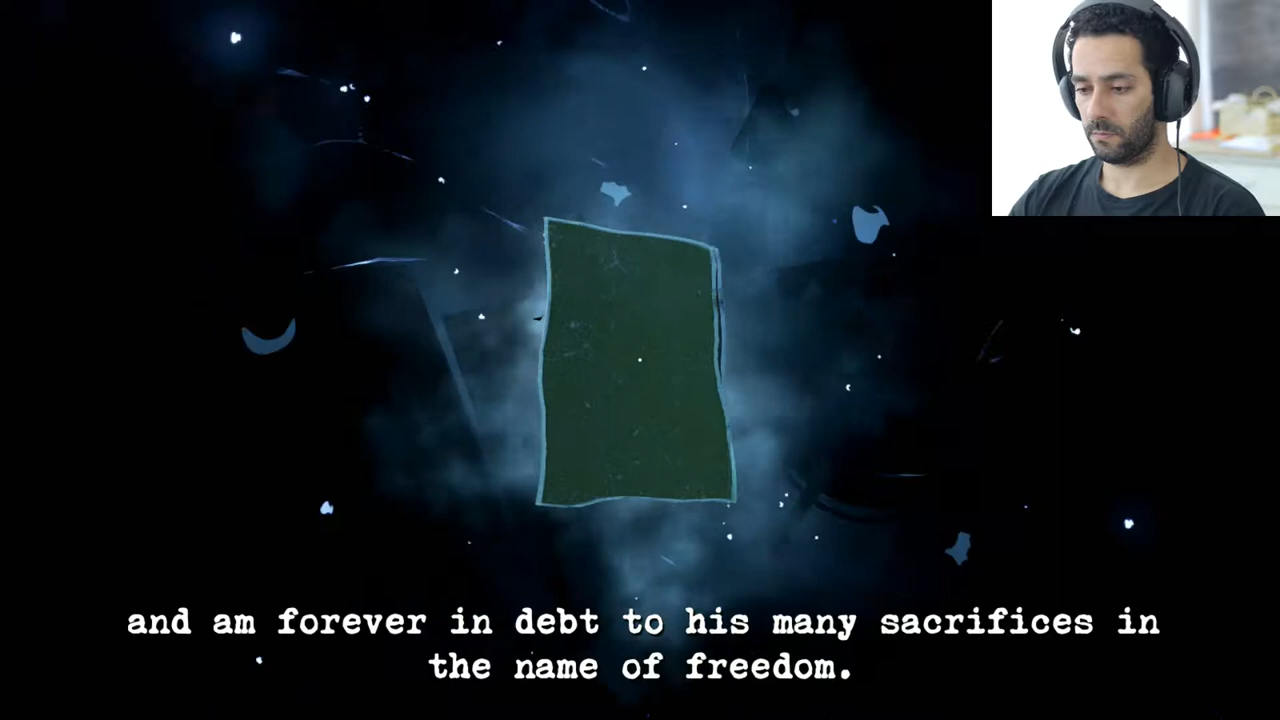 and am forever in debt to his many sacrifices in
the name of freedom.